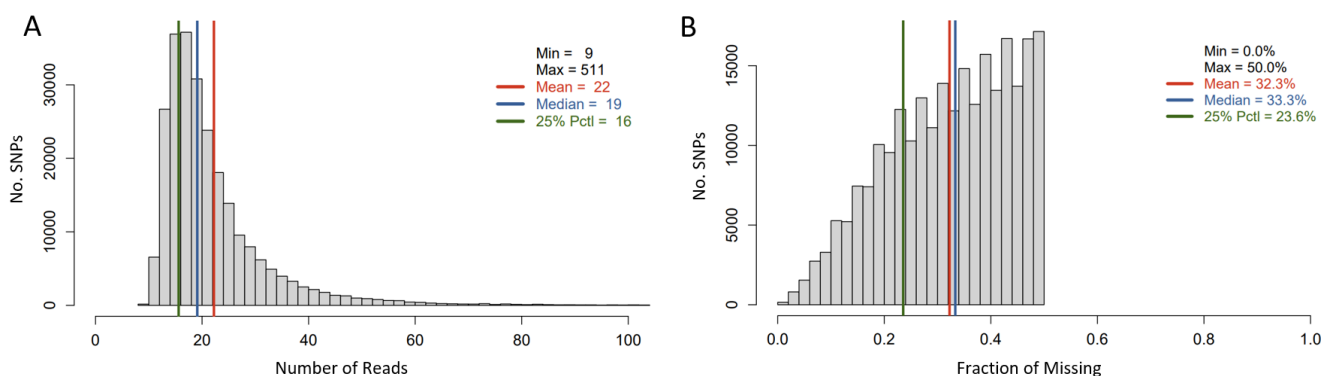 A
Min = 9
Max = 511
Mean = 22
Median = 19
25% Pctl = 16
No. SNPs
0
10000
20000
30000
0 20 40 60 80 100
Number of Reads
B
Min = 0.0%
Max = 50.0%
Mean = 32.3%
Median = 33.3%
25% Pctl = 23.6%
No. SNPs
0
5000
10000
15000
0.0 0.2 0.4 0.6 0.8 1.0
Fraction of Missing